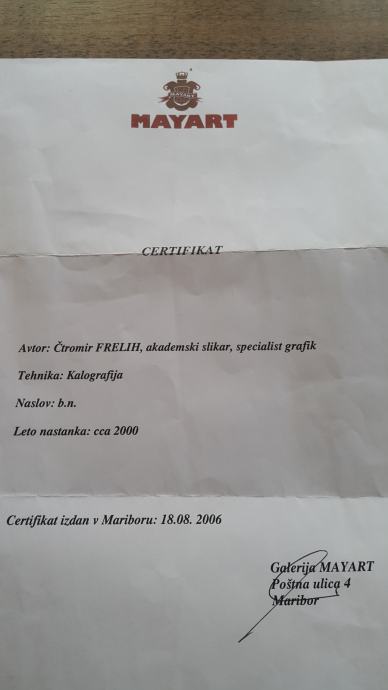 MAYART
MAYART
CERTIFIKAT
Avtor: Čtromir FRELIH, akademski slikar, specialist grafik
Tehnika: Kalografija
Naslov: b.n.
Leto nastanka: cca 2000
Certifikat izdan v Mariboru: 18.08. 2006
Galerija MAYART
Poštna ulica 4
Maribor